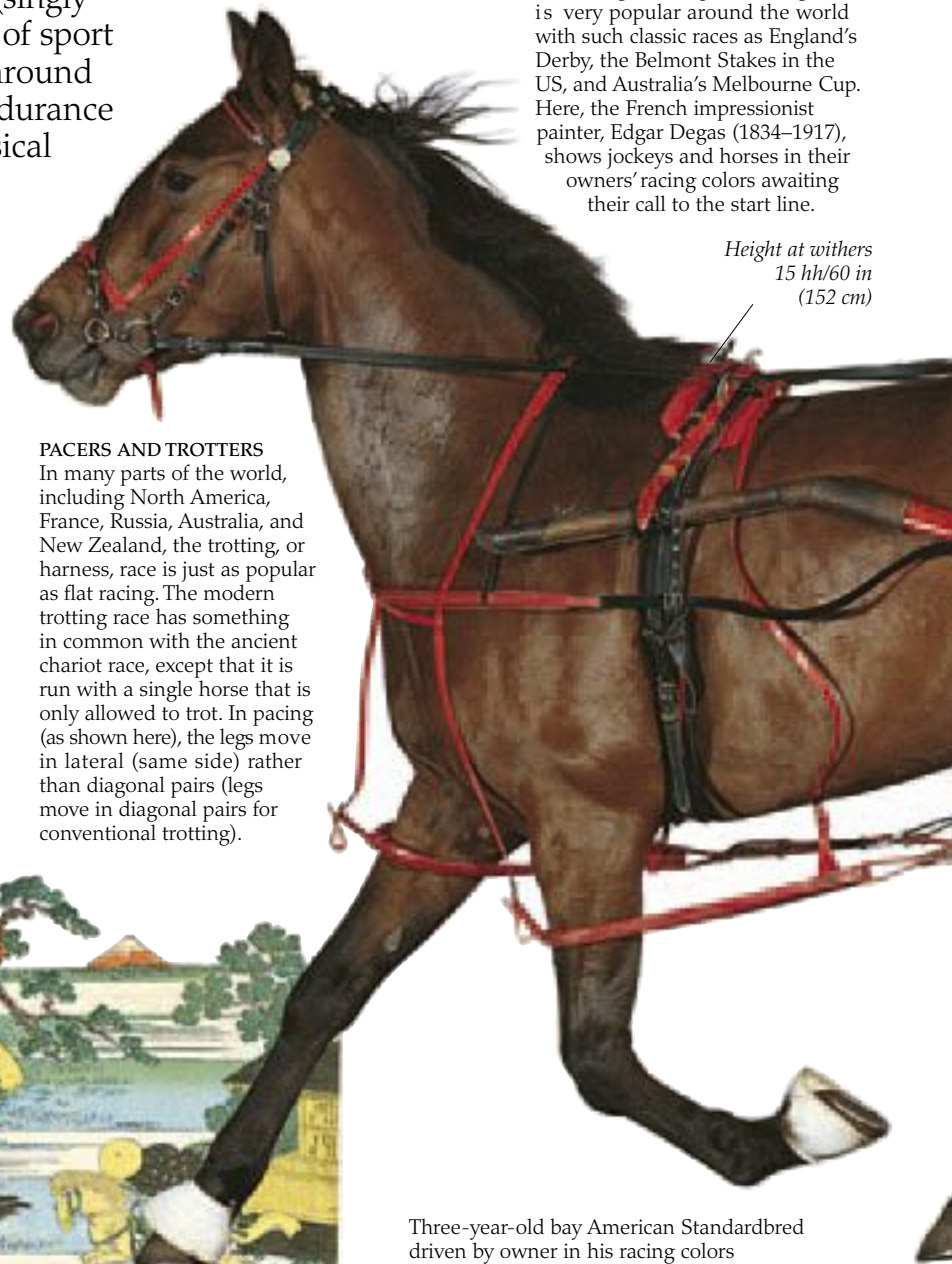 (singly
of sport
around
durance
sical
is very popular around the world
with such classic races as England's
Derby, the Belmont Stakes in the
US, and Australia's Melbourne Cup.
Here, the French impressionist
painter, Edgar Degas (1834–1917),
shows jockeys and horses in their
owners' racing colors awaiting
their call to the start line.
Height at withers
15 hh/60 in
(152 cm)
PACERS AND TROTTERS
In many parts of the world,
including North America,
France, Russia, Australia, and
New Zealand, the trotting, or
harness, race is just as popular
as flat racing. The modern
trotting race has something
in common with the ancient
chariot race, except that it is
run with a single horse that is
only allowed to trot. In pacing
(as shown here), the legs move
in lateral (same side) rather
than diagonal pairs (legs
move in diagonal pairs for
conventional trotting).
Three-year-old bay American Standardbred
driven by owner in his racing colors